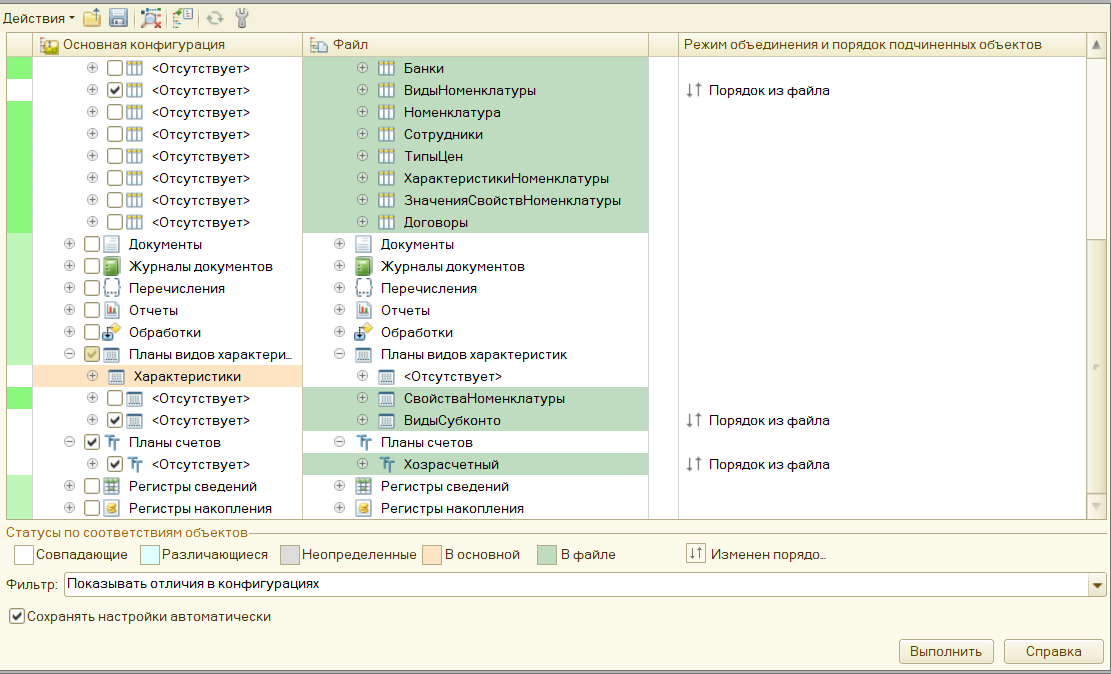 Действия
Основная конфигурация Файл Режим объединения и порядок подчиненных объектов
<Отсутствует> Банки
<Отсутствует> ВидыНоменклатуры Порядок из файла
<Отсутствует> Номенклатура
<Отсутствует> Сотрудники
<Отсутствует> ТипыЦен
<Отсутствует> ХарактеристикиНоменклатуры
<Отсутствует> ЗначенияСвойствНоменклатуры
<Отсутствует> Договоры
Документы Документы
Журналы документов Журналы документов
Перечисления Перечисления
Отчеты Отчеты
Обработки Обработки
Планы видов характери... Планы видов характеристик
Характеристики <Отсутствует>
<Отсутствует> СвойстваНоменклатуры
<Отсутствует> ВидыСубконто Порядок из файла
Планы счетов Планы счетов
<Отсутствует> Хозрасчетный Порядок из файла
Регистры сведений Регистры сведений
Регистры накопления Регистры накопления
Статусы по соответствиям объектов
Совпадающие Различающиеся Неопределенные В основной В файле Изменен порядо...
Фильтр: Показывать отличия в конфигурациях
Сохранять настройки автоматически
Выполнить Справка